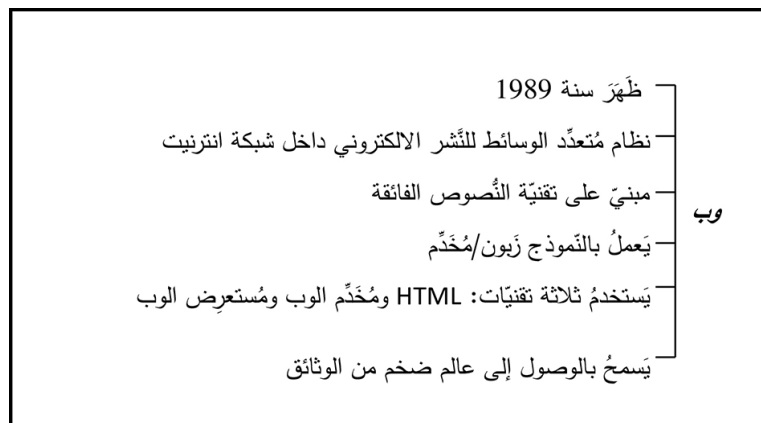 ظَهَرَ سنة 1989
نظام مُتعدِّد الوسائط للنَّشر الالكتروني داخل شبكة انترنيت
مبنيّ على تقنيّة النُّصوص الفائقة
وب
يَعملُ بالنّموذج زَبون/مُخَدِّم
يَستخدمُ ثلاثة تقنيّات: HTML ومُخَدِّم الوب ومُستعرِض الوب
يَسمحُ بالوصول إلى عالم ضخم من الوثائق